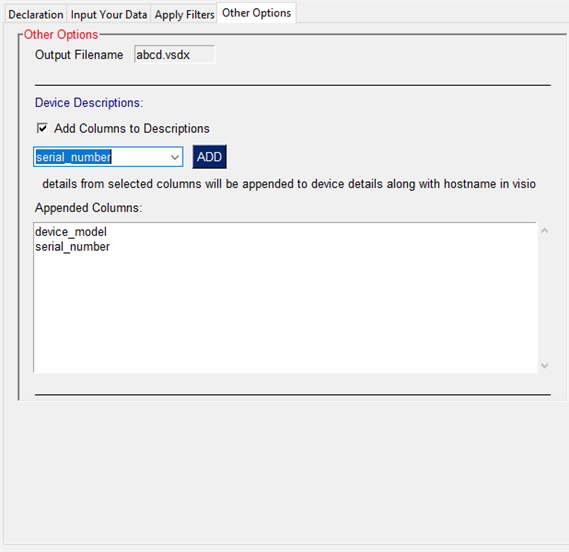 Declaration Input Your Data Apply Filters Other Options
Other Options
Output Filename abcd.vsdx
Device Descriptions:
Add Columns to Descriptions
serial_number ADD
details from selected columns will be appended to device details along with hostname in visio
Appended Columns:
device_model
serial_number